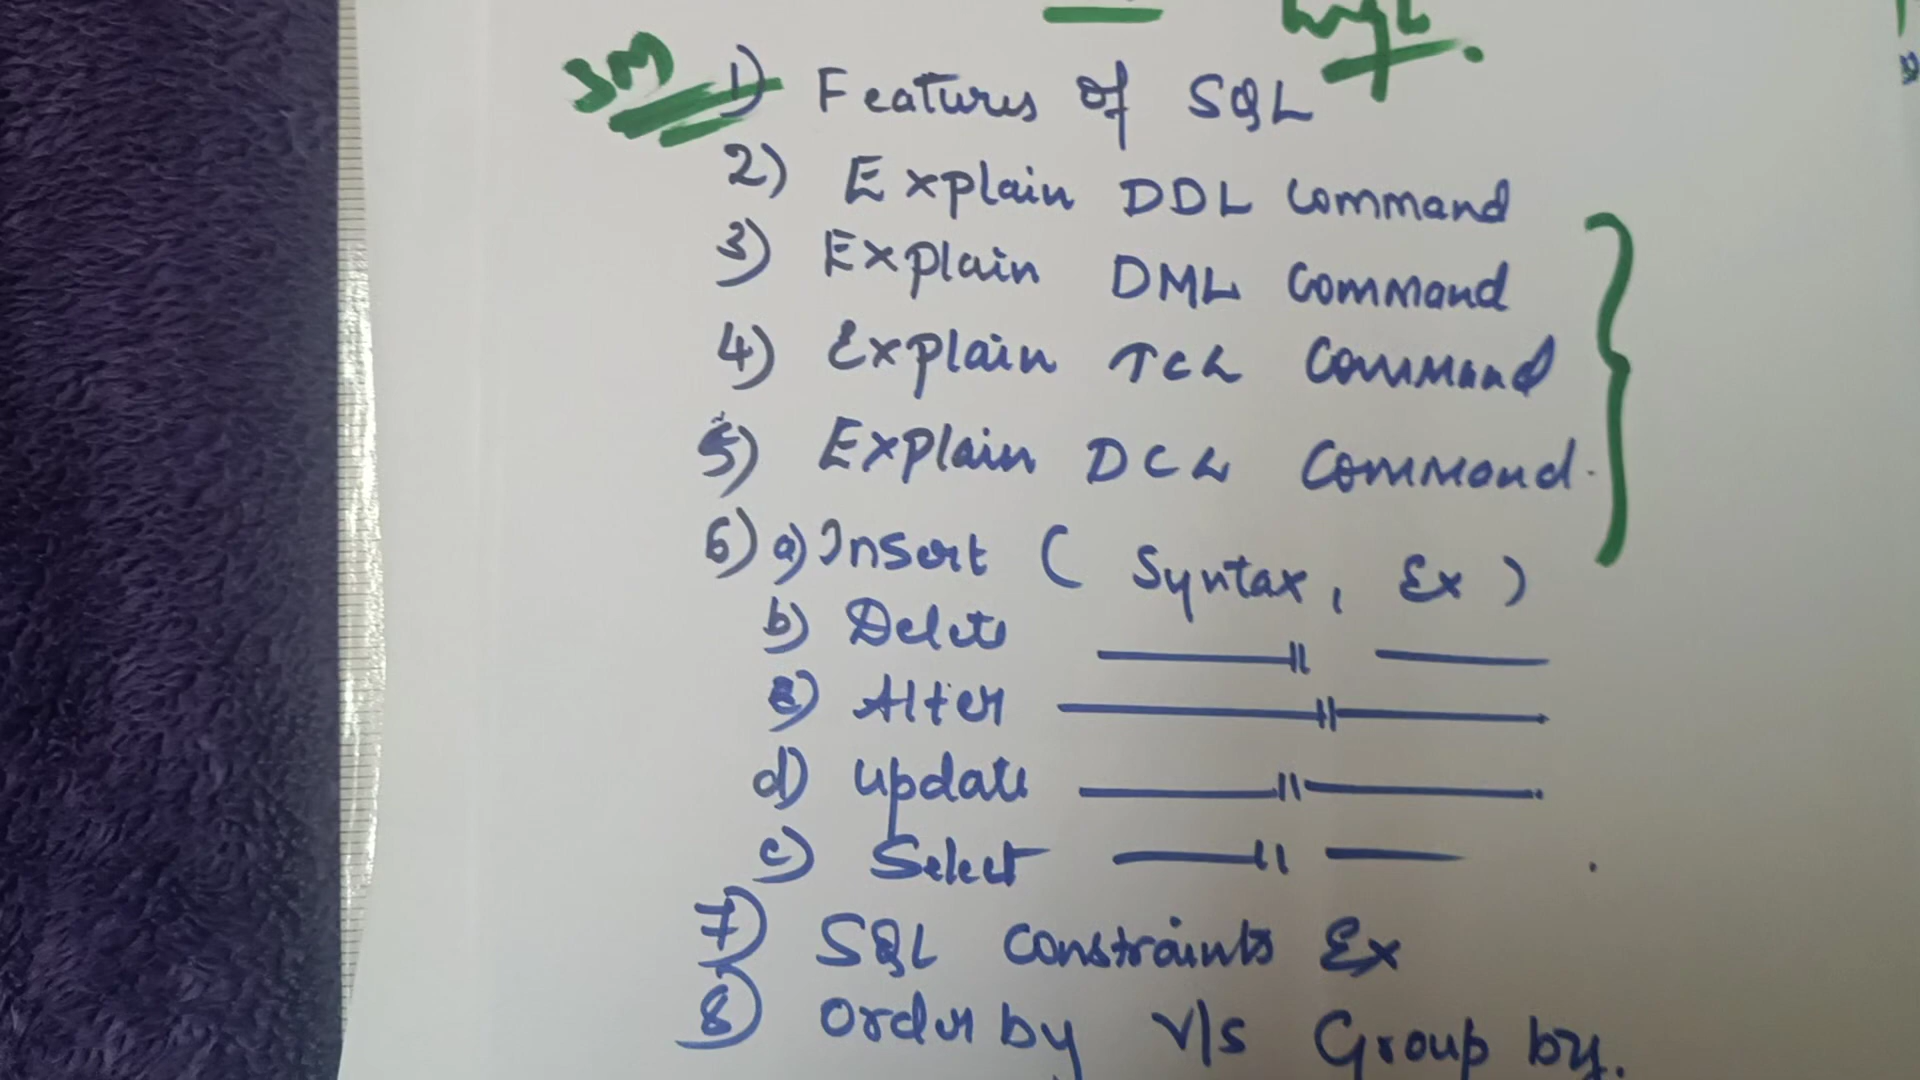 3M
1) Features of SQL
2) Explain DDL Command
3) Explain DML Command
4) Explain TCL Command
5) Explain DCL Command.
6) a) Insert ( Syntax, Ex )
b) Delete —॥—
c) Alter —॥—
d) update —॥—
e) Select —॥—
7) SQL constraints Ex
8) Order by v/s Group by.